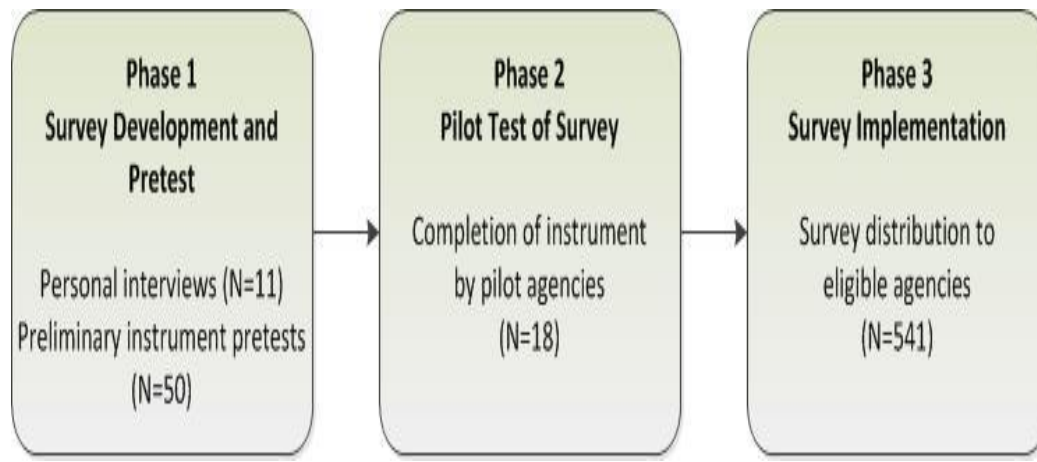 Phase 1
Survey Development and
Pretest
Personal interviews (N=11)
Preliminary instrument pretests
(N=50)
Phase 2
Pilot Test of Survey
Completion of instrument
by pilot agencies
(N=18)
Phase 3
Survey Implementation
Survey distribution to
eligible agencies
(N=541)